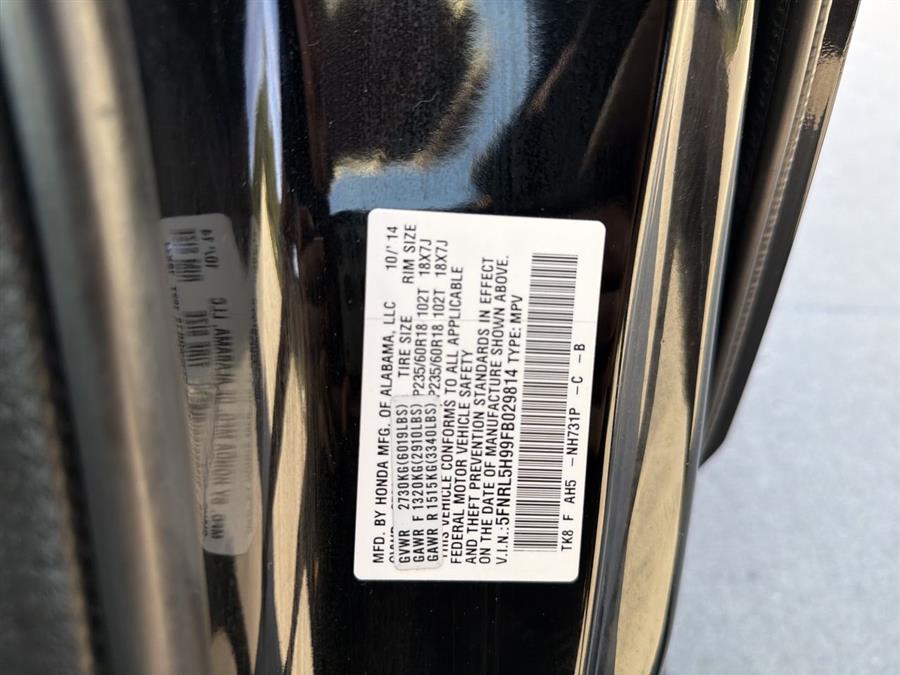 MFD. BY HONDA MFG. OF ALABAMA, LLC 10/' 14
TIRE SIZE RIM SIZE
GVWR 2730KG(6019LBS)
GAWR F 1320KG(2910LBS) P235/60R18 102T 18X7J
GAWR R 1515KG(3340LBS) P235/60R18 102T 18X7J
THIS VEHICLE CONFORMS TO ALL APPLICABLE
FEDERAL MOTOR VEHICLE SAFETY
AND THEFT PREVENTION STANDARDS IN EFFECT
ON THE DATE OF MANUFACTURE SHOWN ABOVE.
V.I.N.:5FNRL5H99FB029814 TYPE: MPV
TK8 F AH5 -NH731P -C -B